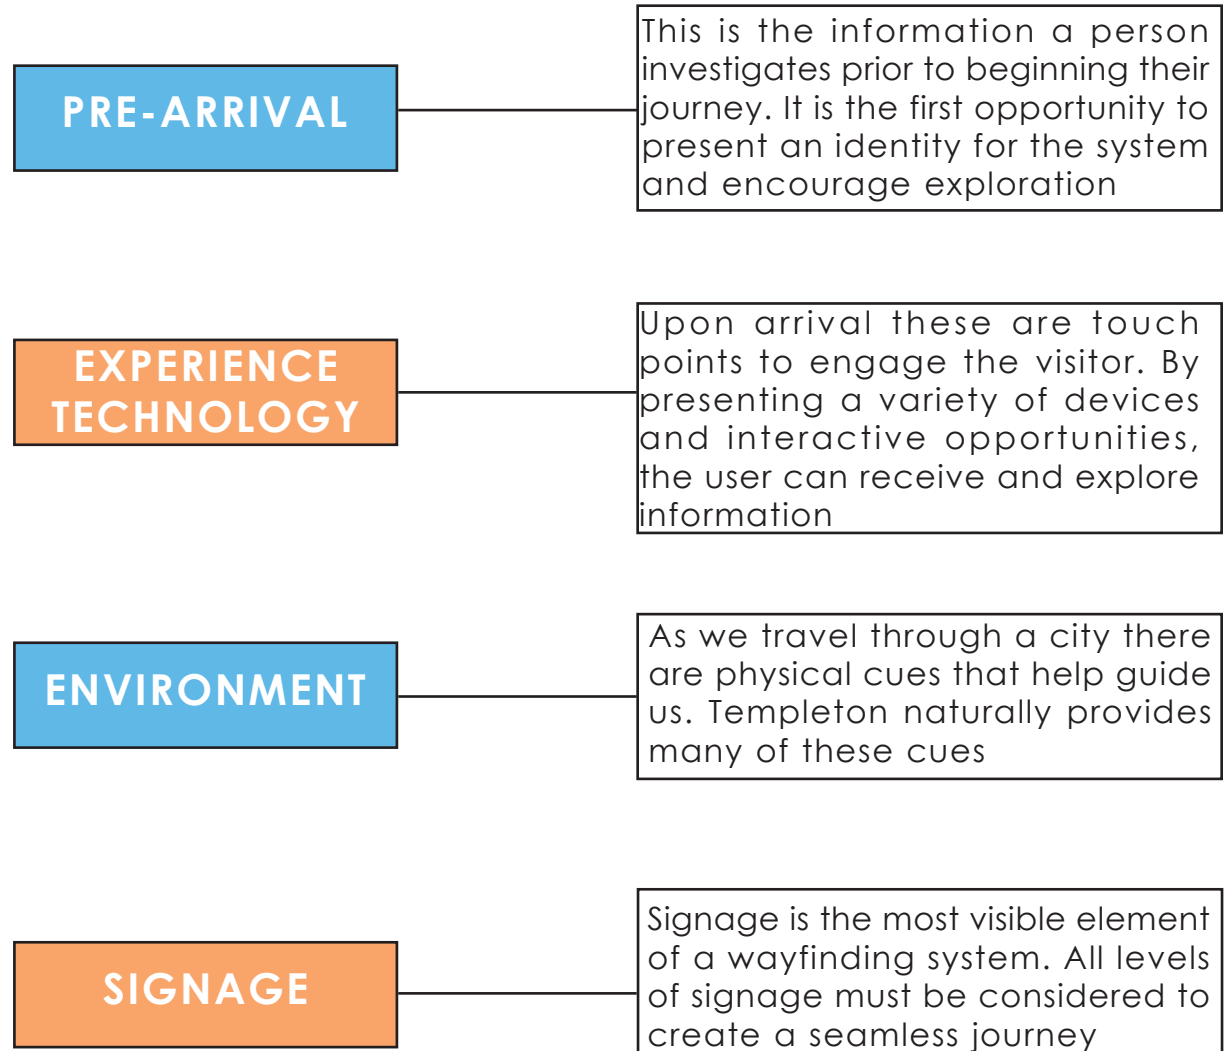 PRE-ARRIVAL
This is the information a person
investigates prior to beginning their
journey. It is the first opportunity to
present an identity for the system
and encourage exploration
EXPERIENCE
TECHNOLOGY
Upon arrival these are touch
points to engage the visitor. By
presenting a variety of devices
and interactive opportunities,
the user can receive and explore
information
ENVIRONMENT
As we travel through a city there
are physical cues that help guide
us. Templeton naturally provides
many of these cues
SIGNAGE
Signage is the most visible element
of a wayfinding system. All levels
of signage must be considered to
create a seamless journey